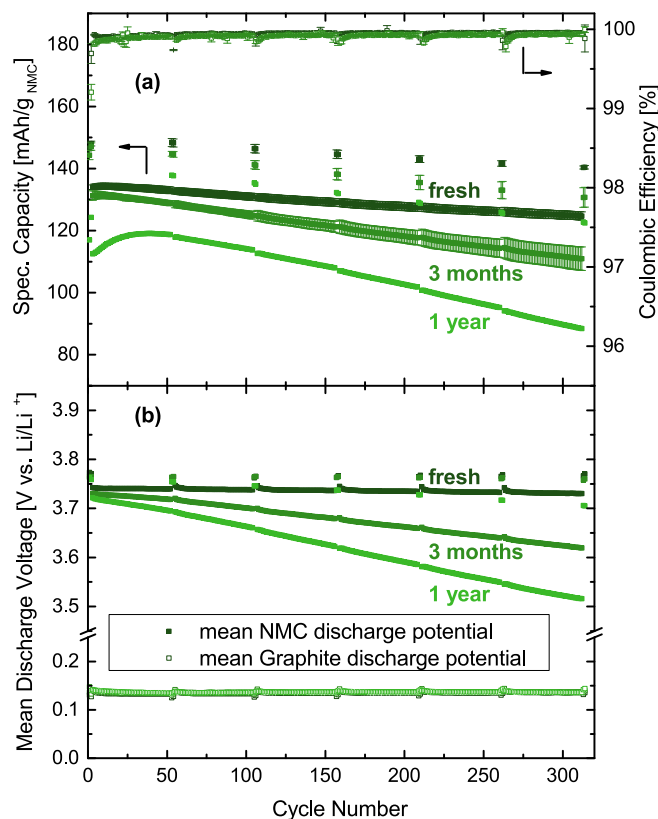 180
160
140
120
100
80
Spec. Capacity [mAh/g NMC]
(a)
fresh
3 months
1 year
100
99
98
97
96
Coulombic Efficiency [%]
3.9
3.8
3.7
3.6
3.5
0.2
0.1
0.0
Mean Discharge Voltage [V vs. Li/Li +]
(b)
fresh
3 months
1 year
mean NMC discharge potential
mean Graphite discharge potential
0 50 100 150 200 250 300
Cycle Number